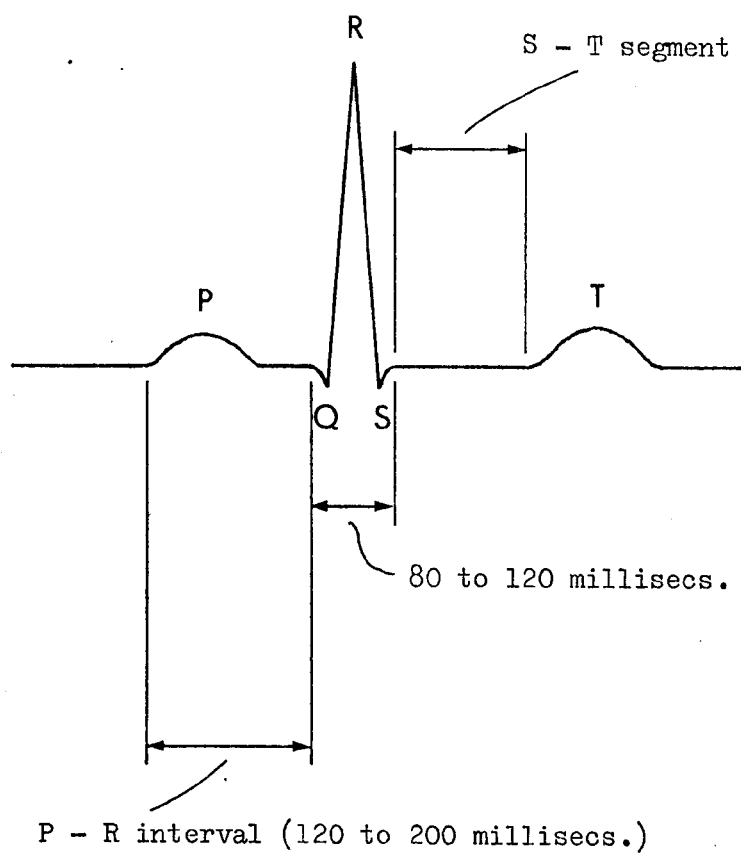 R
S - T segment
P
T
Q
S
80 to 120 millisecs.
P - R interval (120 to 200 millisecs.)